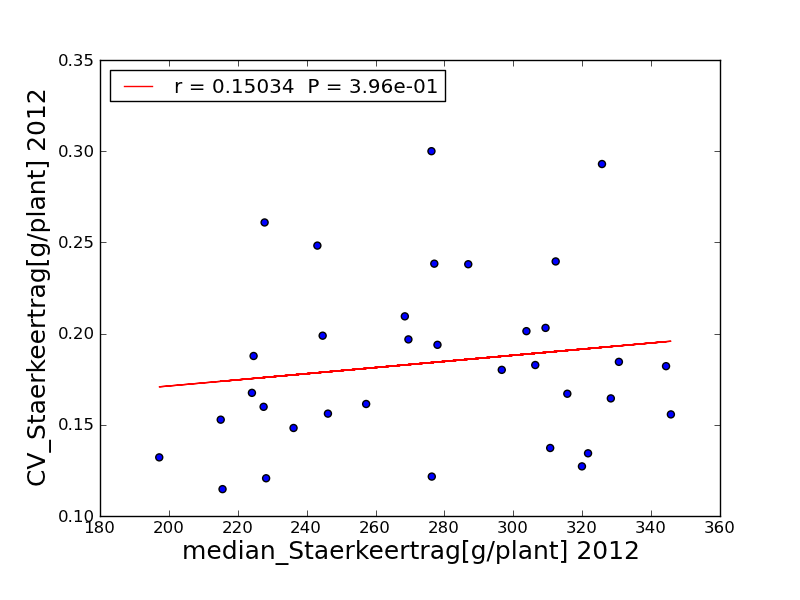 0.35
r = 0.15034  P = 3.96e-01
0.30
0.25
0.20
0.15
0.10
CV_Staerkeertrag[g/plant] 2012
180 200 220 240 260 280 300 320 340 360
median_Staerkeertrag[g/plant] 2012